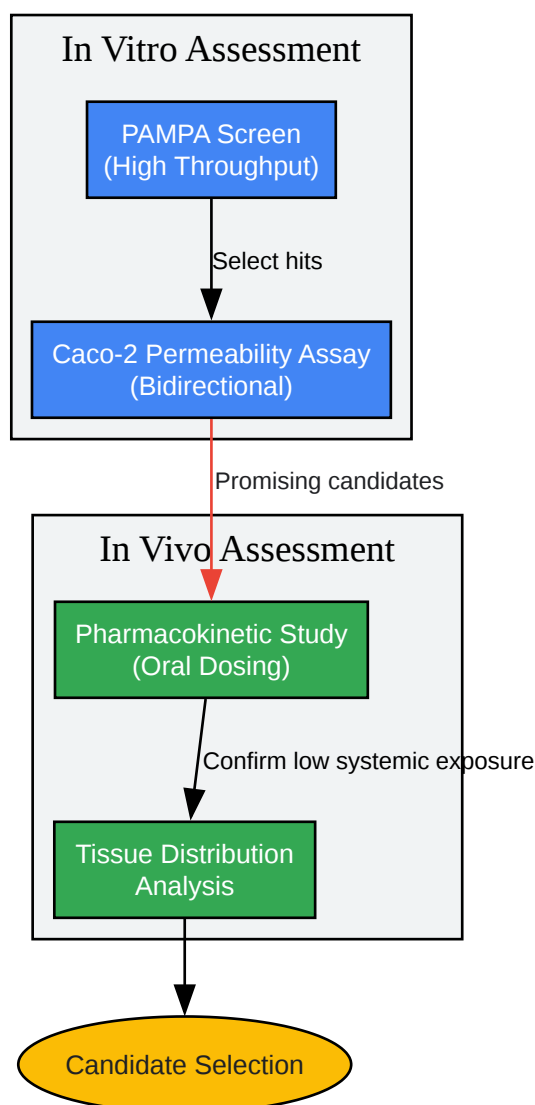 In Vitro Assessment
PAMPA Screen
(High Throughput)
Select hits
Caco-2 Permeability Assay
(Bidirectional)
Promising candidates
In Vivo Assessment
Pharmacokinetic Study
(Oral Dosing)
Confirm low systemic exposure
Tissue Distribution
Analysis
Candidate Selection